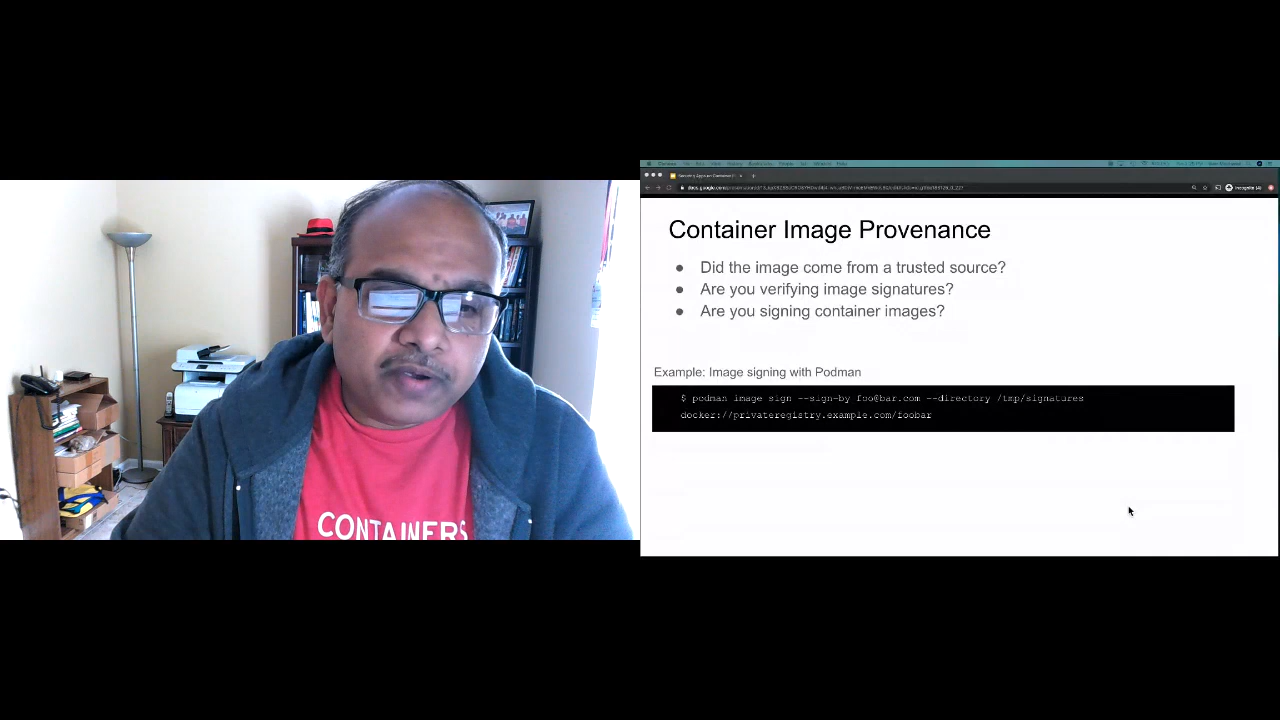 CONTAINERS
Container Image Provenance
● Did the image come from a trusted source?
● Are you verifying image signatures?
● Are you signing container images?
Example: Image signing with Podman
$ podman image sign --sign-by foo@bar.com --directory /tmp/signatures
docker://privateregistry.example.com/foobar